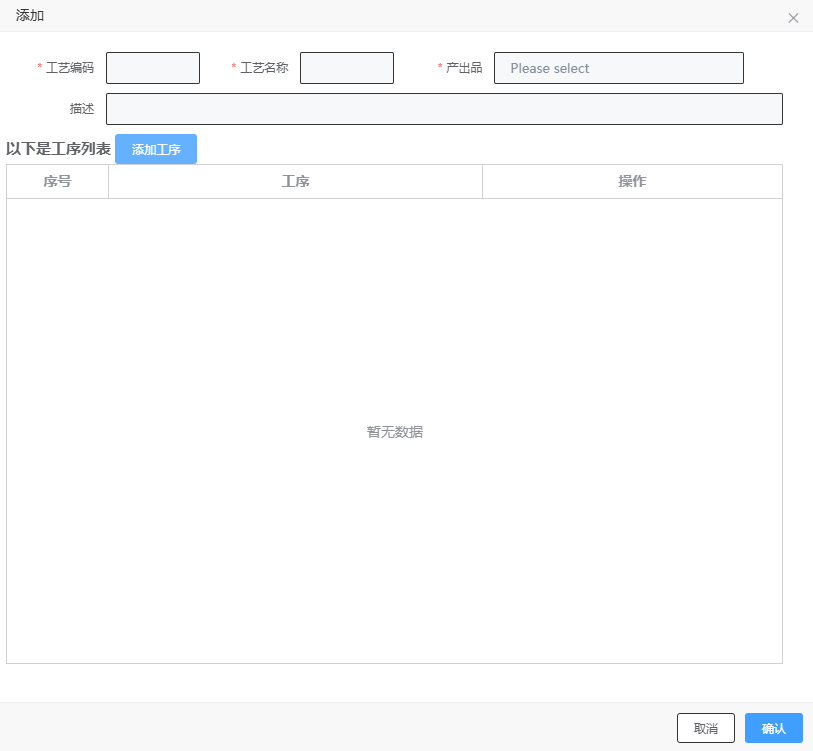 添加
* 工艺编码 * 工艺名称 * 产出品 Please select
描述
以下是工序列表 添加工序
序号 工序 操作
暂无数据
取消 确认